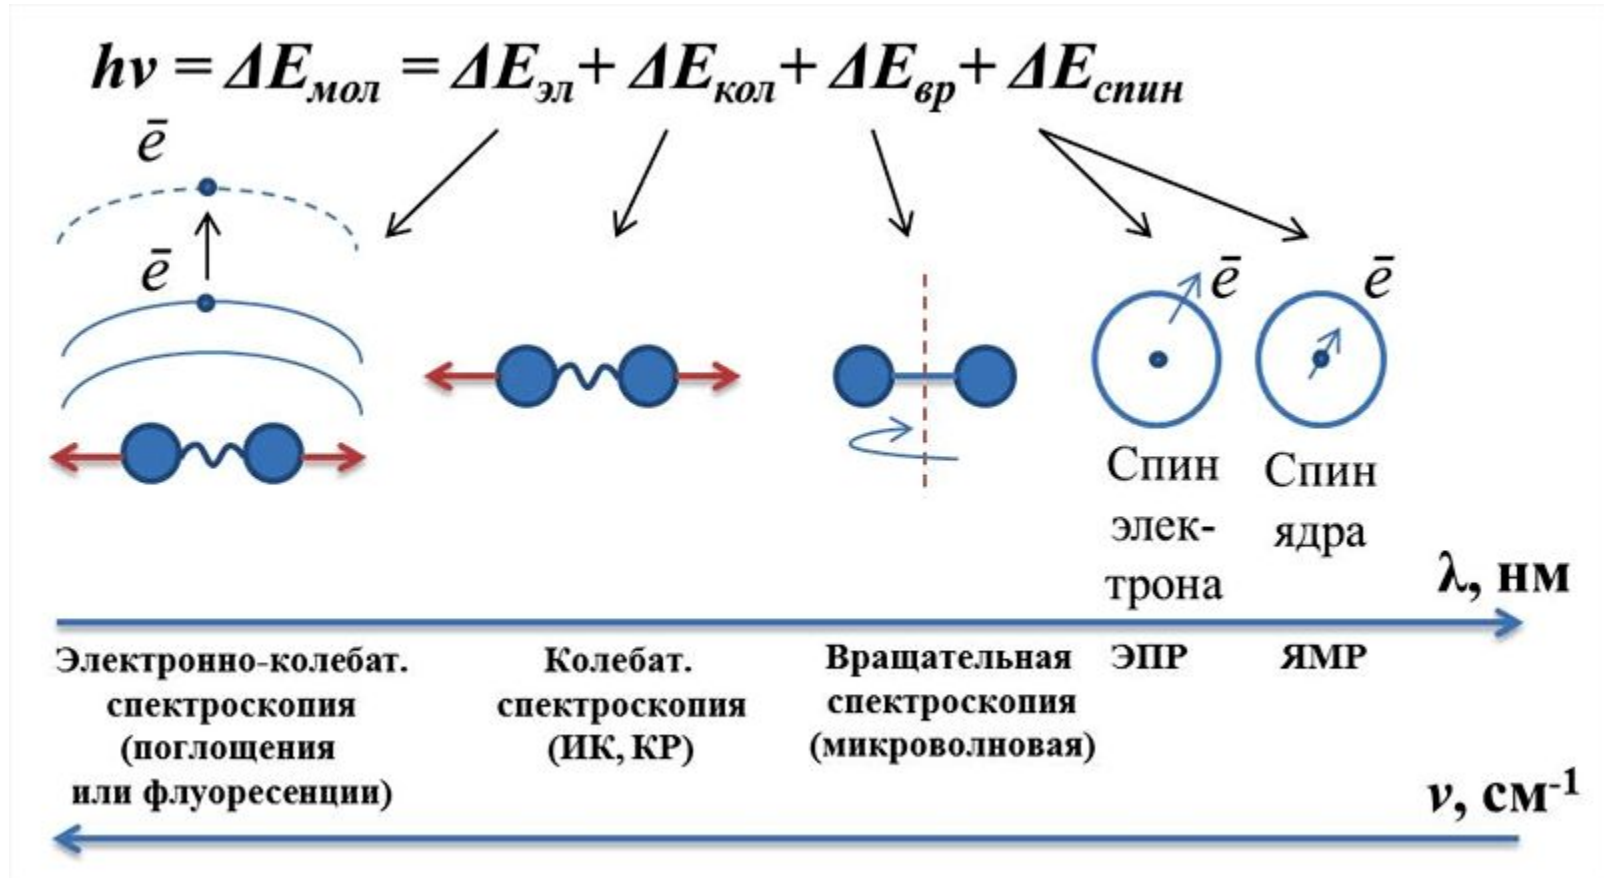 hν = ΔEмол = ΔEэл + ΔEкол + ΔEвр + ΔEспин
ē
ē
ē
ē
Спин
элек-
трона
Спин
ядра
λ, нм
Электронно-колебат.
спектроскопия
(поглощения
или флуоресенции)
Колебат.
спектроскопия
(ИК, КР)
Вращательная
спектроскопия
(микроволновая)
ЭПР
ЯМР
ν, см⁻¹